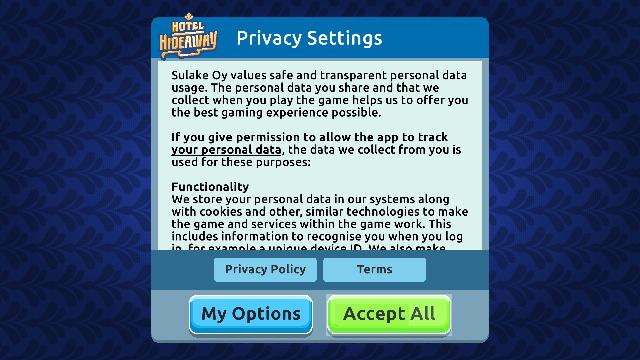 HOTEL
HIDEAWAY
Privacy Settings
Sulake Oy values safe and transparent personal data
usage. The personal data you share and that we
collect when you play the game helps us to offer you
the best gaming experience possible.
If you give permission to allow the app to track
your personal data, the data we collect from you is
used for these purposes:
Functionality
We store your personal data in our systems along
with cookies and other, similar technologies to make
the game and services within the game work. This
includes information to recognise you when you log
in, for example a unique device ID. We also make
Privacy Policy
Terms
My Options
Accept All